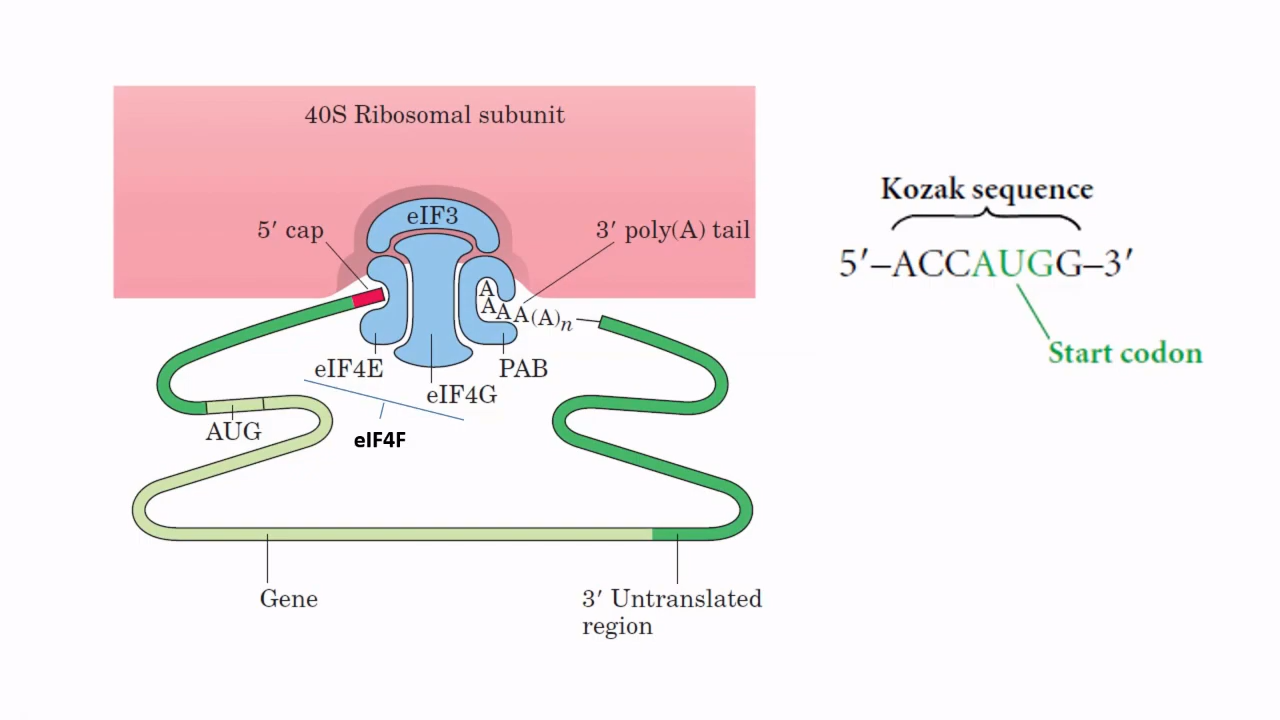 40S Ribosomal subunit
eIF3
5′ cap
3′ poly(A) tail
A
AAA(A)n
eIF4E
PAB
eIF4G
AUG
eIF4F
Gene
3′ Untranslated
region
Kozak sequence
5′–ACCAUGG–3′
Start codon